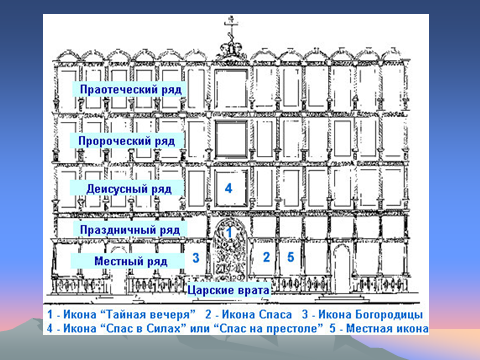 Праотеческий ряд
Пророческий ряд
Деисусный ряд
4
Праздничный ряд
1
Местный ряд
3
2
5
Царские врата
1 - Икона “Тайная вечеря” 2 - Икона Спаса 3 - Икона Богородицы
4 - Икона “Спас в Силах” или “Спас на престоле” 5 - Местная икона